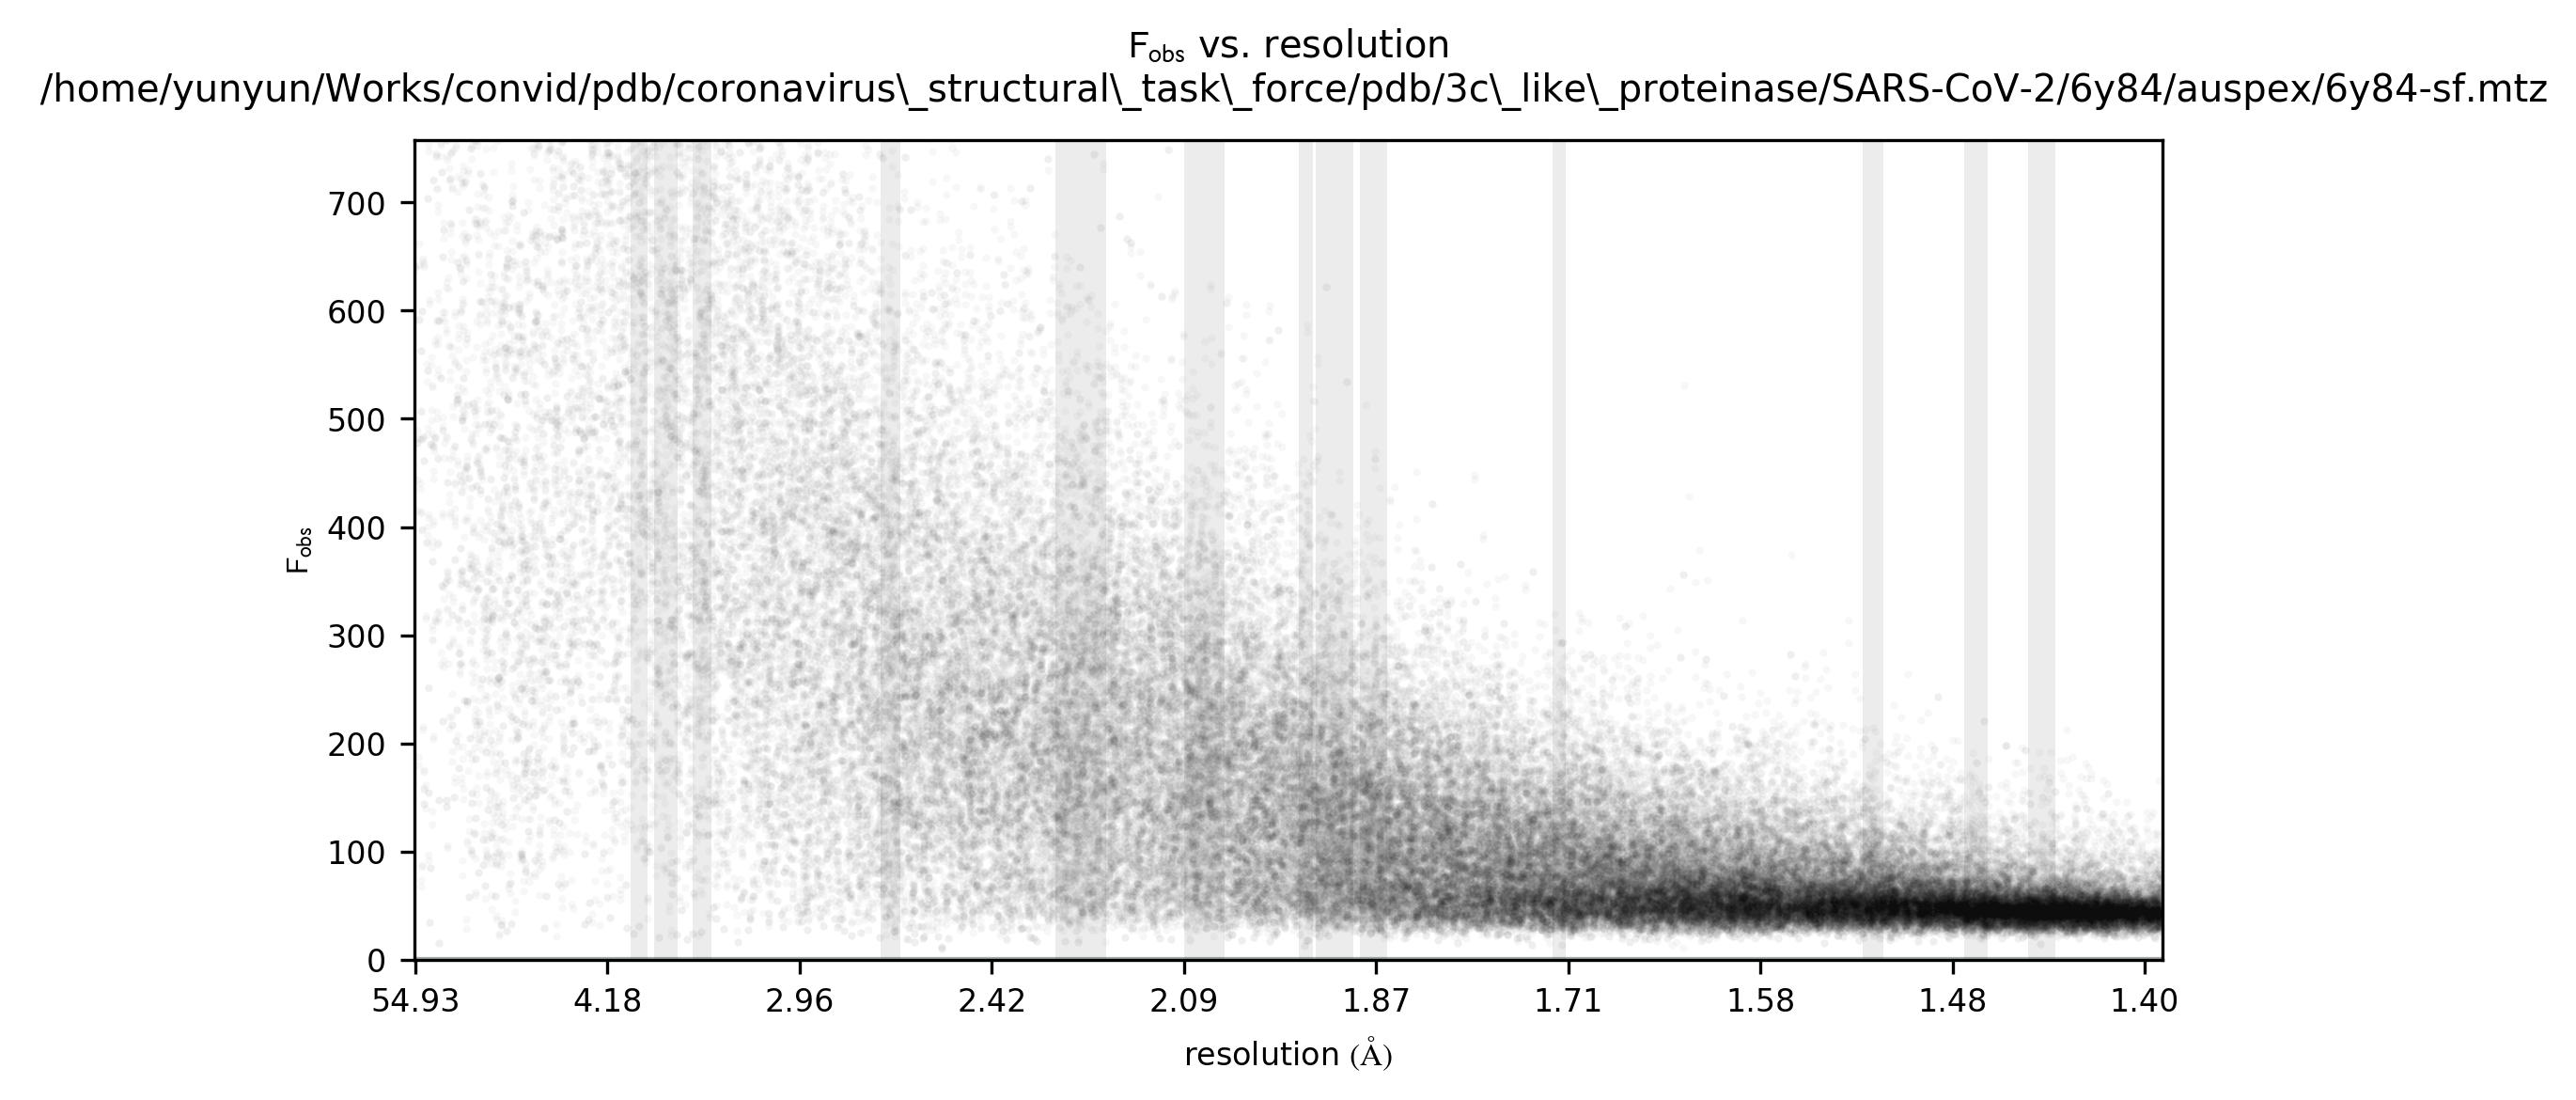 Fobs vs. resolution
/home/yunyun/Works/convid/pdb/coronavirus\_structural\_task\_force/pdb/3c\_like\_proteinase/SARS-CoV-2/6y84/auspex/6y84-sf.mtz
700
600
500
400
300
200
100
0
Fobs
54.93 4.18 2.96 2.42 2.09 1.87 1.71 1.58 1.48 1.40
resolution (Å)